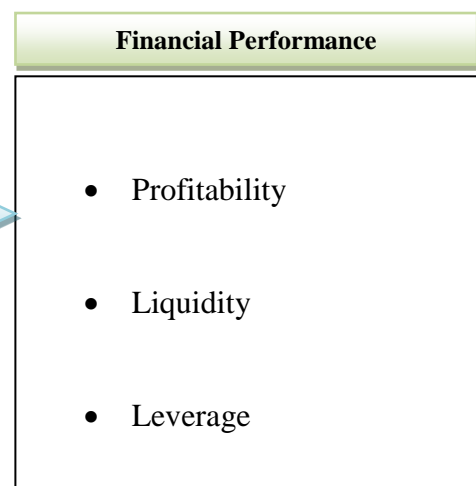 Financial Performance
• Profitability
• Liquidity
• Leverage